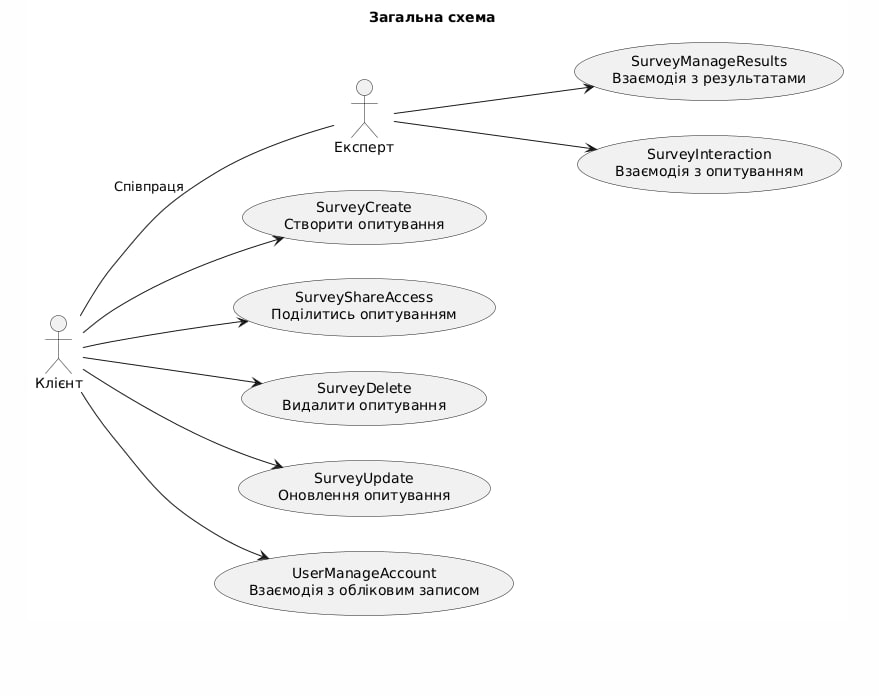 Загальна схема
SurveyManageResults
Взаємодія з результатами
Експерт
SurveyInteraction
Взаємодія з опитуванням
Співпраця
SurveyCreate
Створити опитування
SurveyShareAccess
Поділитись опитуванням
Клієнт
SurveyDelete
Видалити опитування
SurveyUpdate
Оновлення опитування
UserManageAccount
Взаємодія з обліковим записом